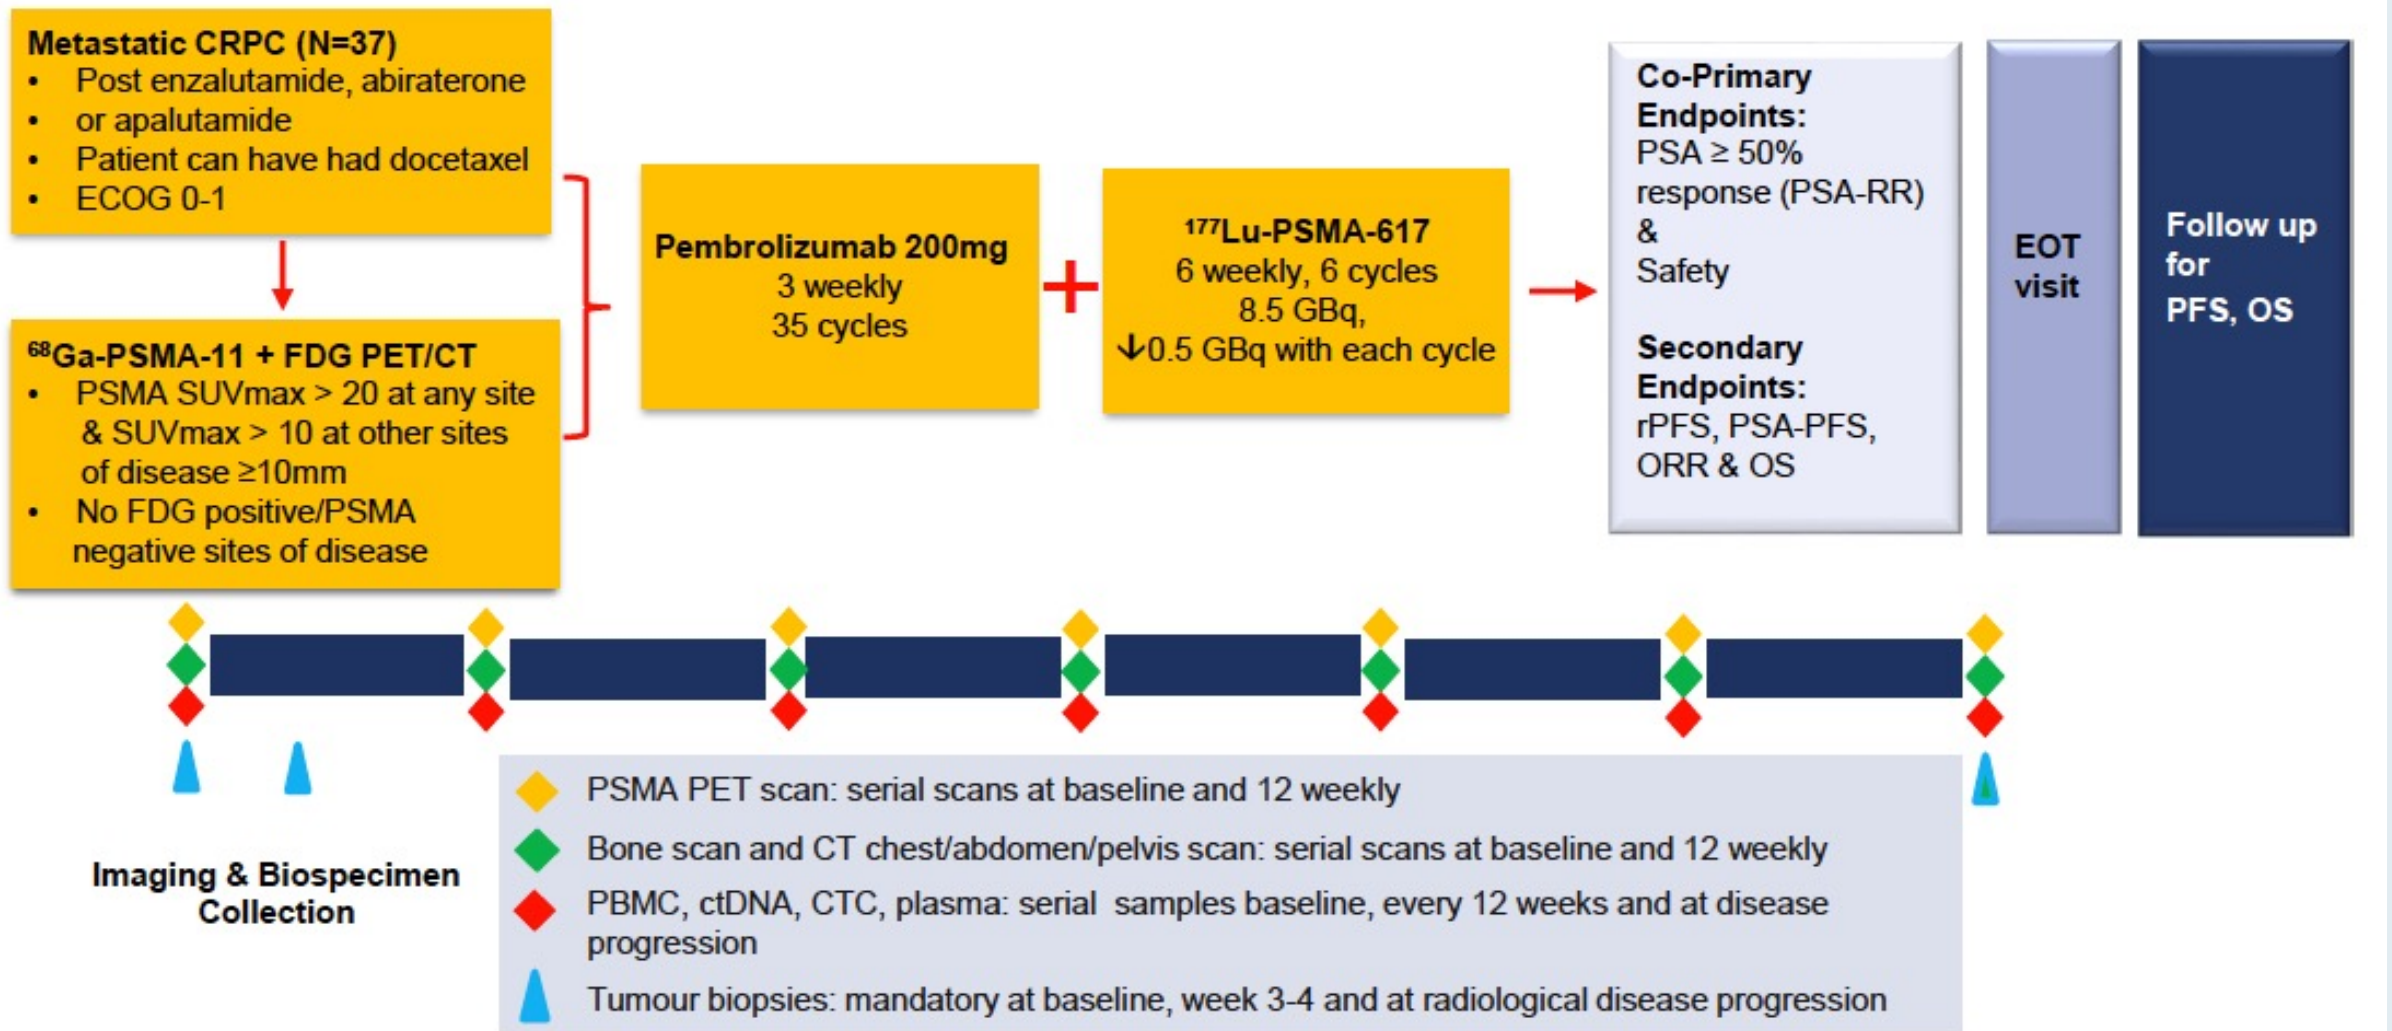 Metastatic CRPC (N=37)
• Post enzalutamide, abiraterone
• or apalutamide
• Patient can have had docetaxel
• ECOG 0-1
⁶⁸Ga-PSMA-11 + FDG PET/CT
• PSMA SUVmax > 20 at any site
& SUVmax > 10 at other sites
of disease ≥10mm
• No FDG positive/PSMA
negative sites of disease
Pembrolizumab 200mg
3 weekly
35 cycles
+
¹⁷⁷Lu-PSMA-617
6 weekly, 6 cycles
8.5 GBq,
↓0.5 GBq with each cycle
Co-Primary
Endpoints:
PSA ≥ 50%
response (PSA-RR)
&
Safety
Secondary
Endpoints:
rPFS, PSA-PFS,
ORR & OS
EOT
visit
Follow up
for
PFS, OS
Imaging & Biospecimen
Collection
PSMA PET scan: serial scans at baseline and 12 weekly
Bone scan and CT chest/abdomen/pelvis scan: serial scans at baseline and 12 weekly
PBMC, ctDNA, CTC, plasma: serial samples baseline, every 12 weeks and at disease
progression
Tumour biopsies: mandatory at baseline, week 3-4 and at radiological disease progression